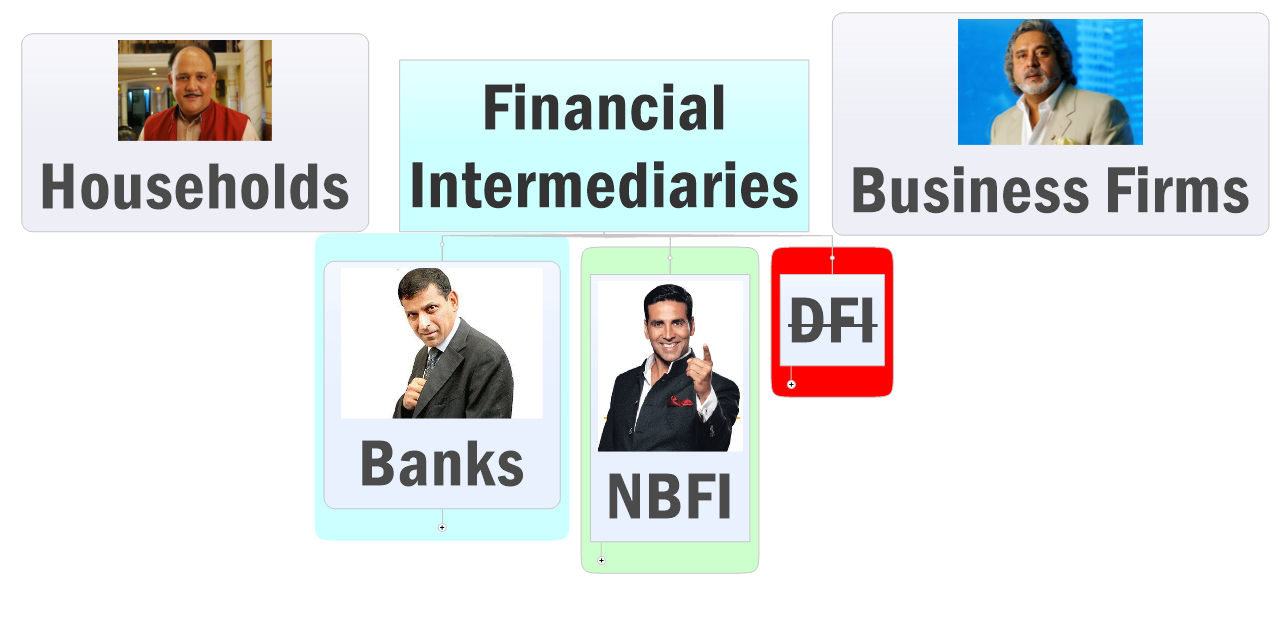 Households
Financial
Intermediaries
Business Firms
Banks
NBFI
DFI